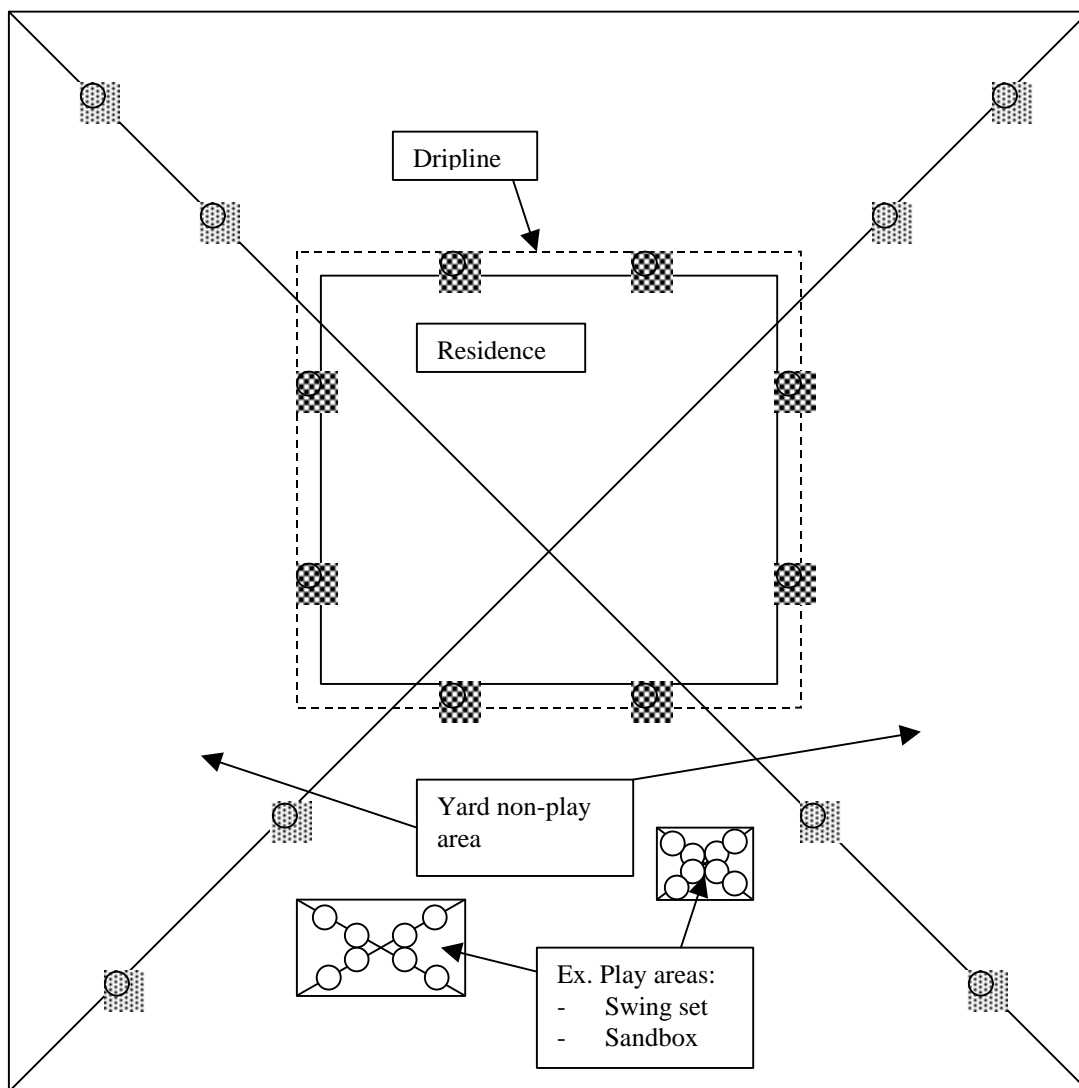 Dripline
Residence
Yard non-play
area
Ex. Play areas:
- Swing set
- Sandbox